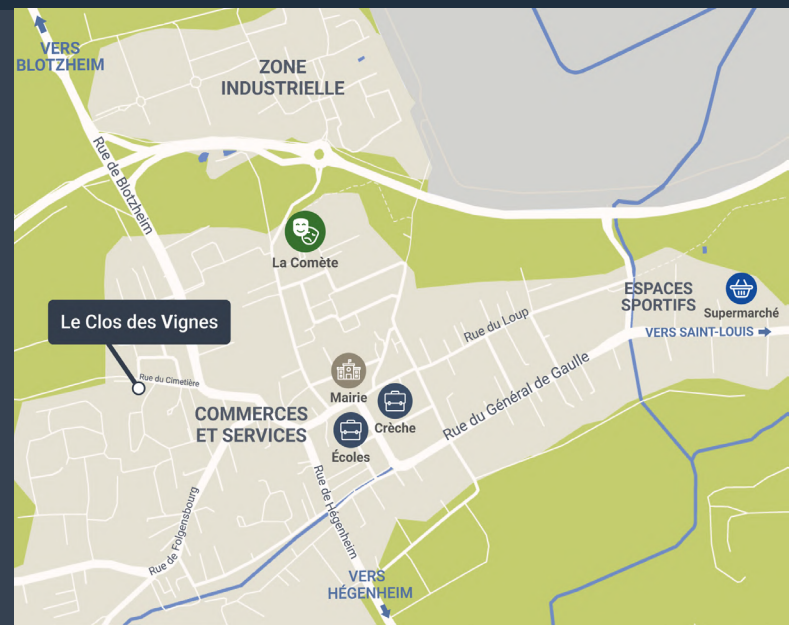 VERS
BLOTZHEIM
ZONE
INDUSTRIELLE
Rue de Blotzheim
La Comète
ESPACES
SPORTIFS
Supermarché
VERS SAINT-LOUIS
Le Clos des Vignes
Rue du Loup
Rue du Cimetière
Mairie
Rue du Général de Gaulle
COMMERCES
ET SERVICES
Crèche
Écoles
Rue de Folgensbourg
Rue de Hégenheim
VERS
HÉGENHEIM